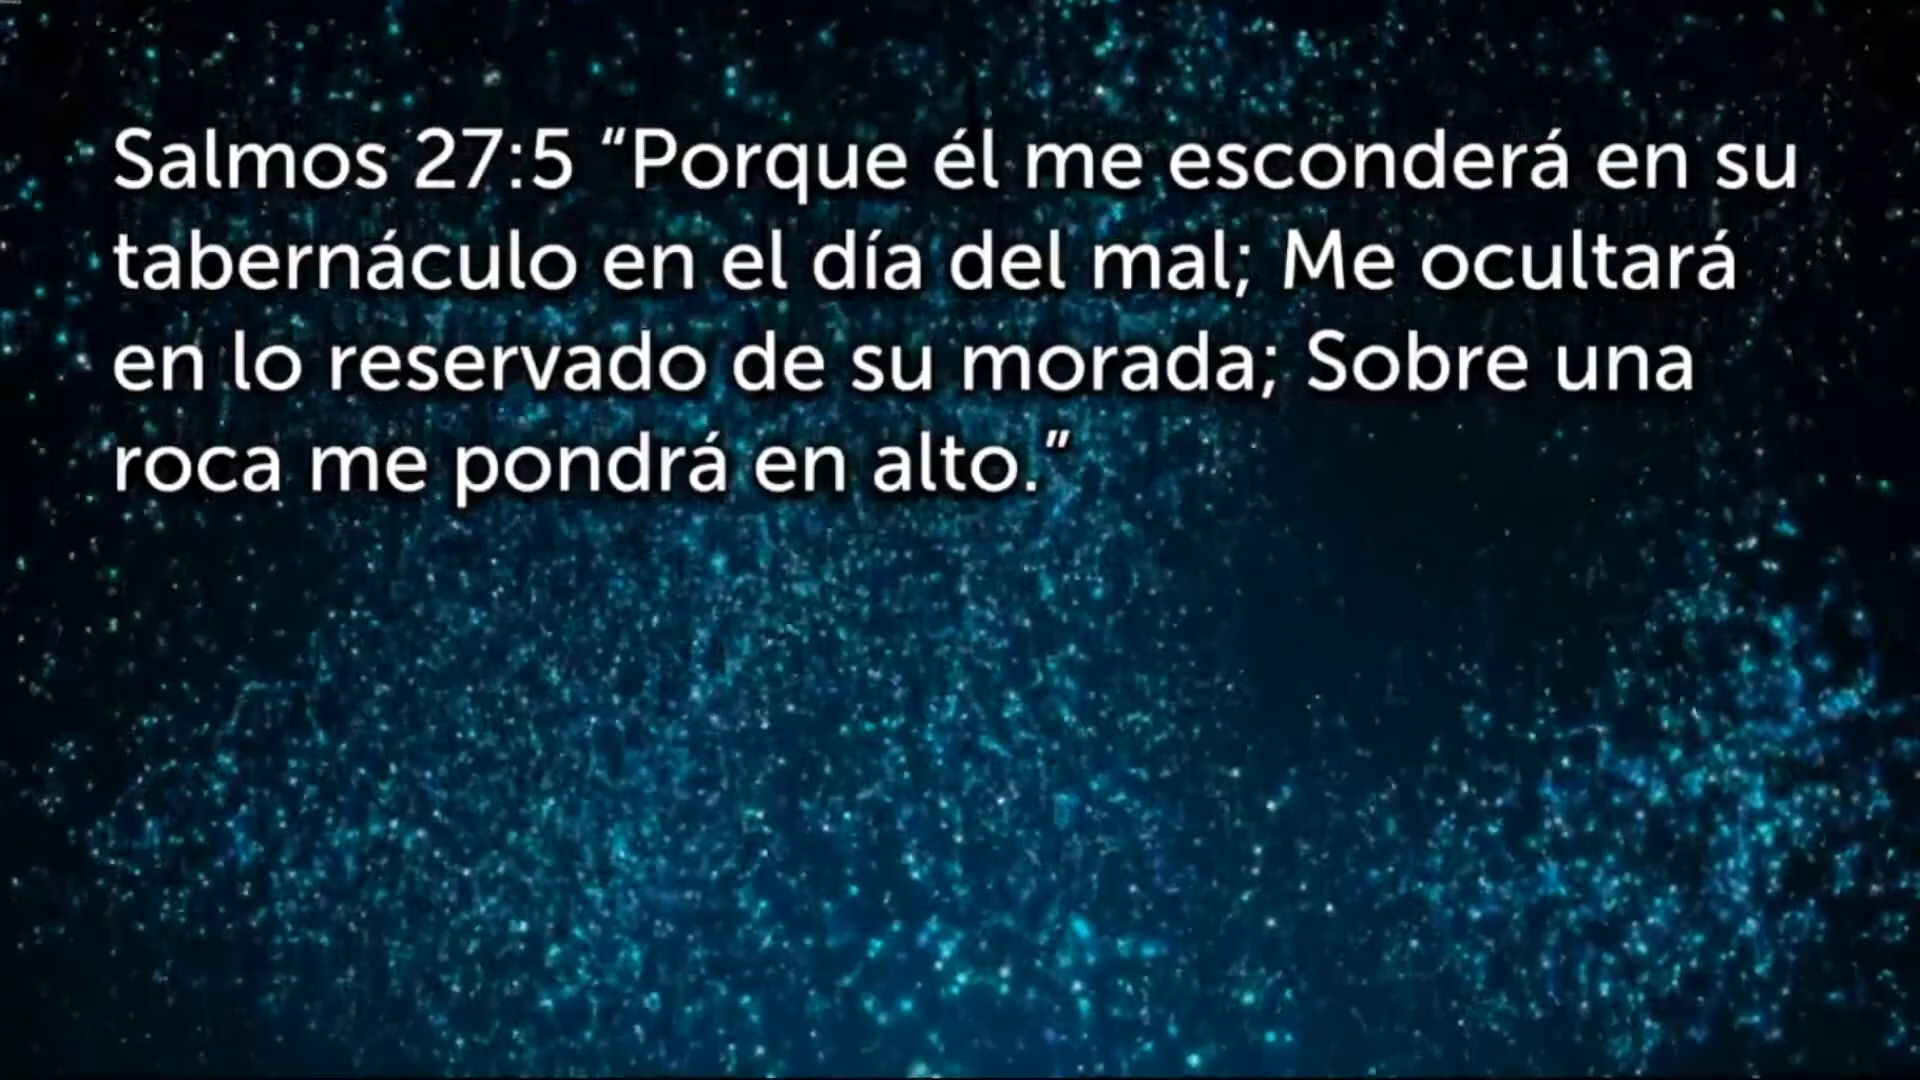 Salmos 27:5 “Porque él me esconderá en su
tabernáculo en el día del mal; Me ocultará
en lo reservado de su morada; Sobre una
roca me pondrá en alto.”